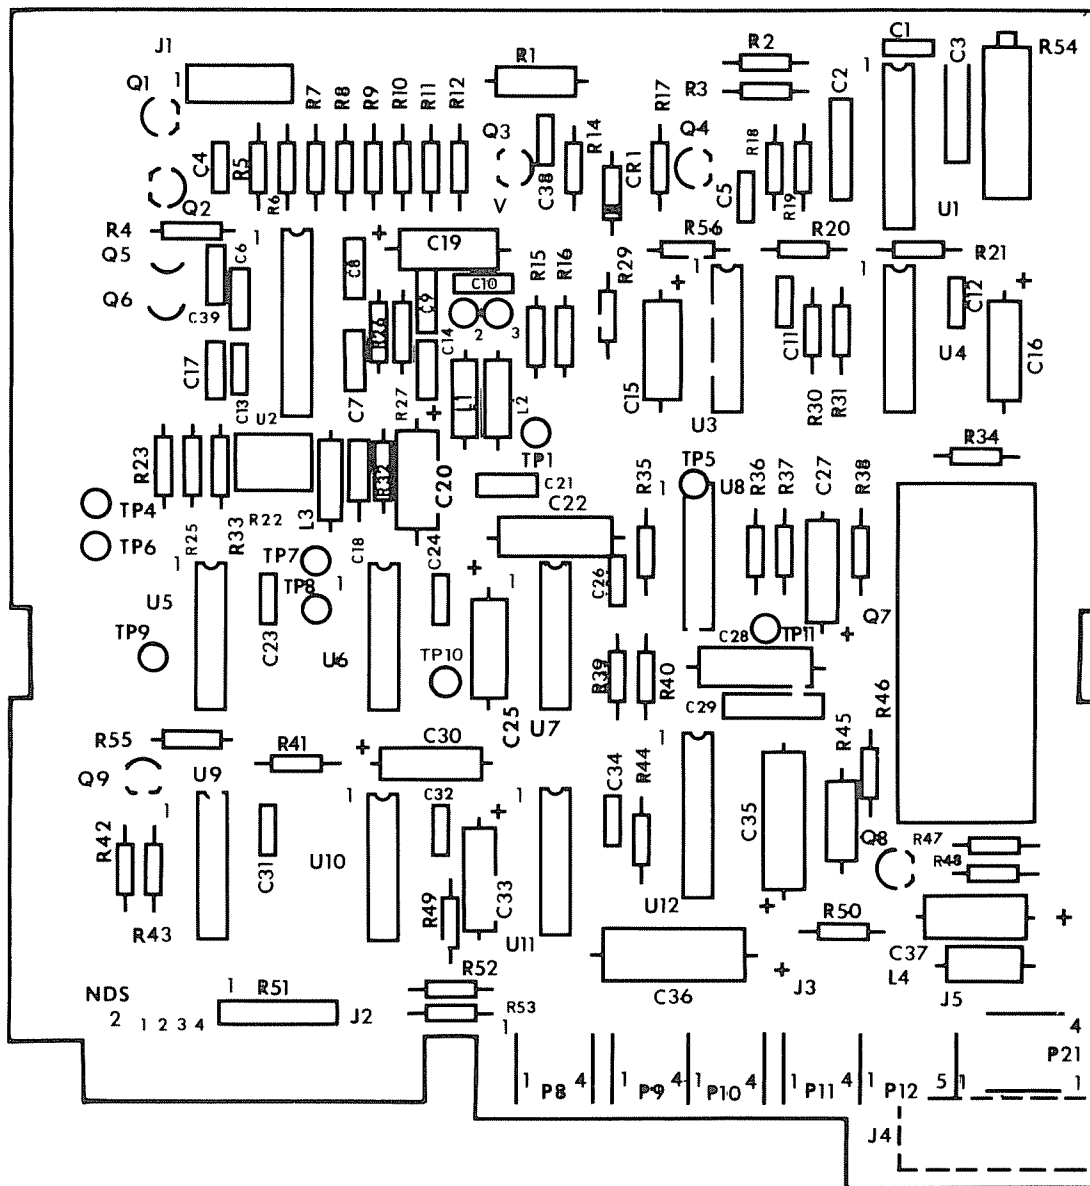 C1
J1
R1
R2
C3
R54
Q1
1
1
R3
C2
R7
R8
R9
R10
R11
R12
R17
Q3
R14
Q4
R18
C4
R5
CR1
C38
C5
R6
R19
Q2
V
U1
R4
1
+
C19
R56
R20
R21
Q5
C6
C8
R15
R16
R29
1
1
Q6
C10
+
C12
+
C39
C9
R26
C14
2
3
C11
U4
C16
C17
C13
C7
R27
L1
L2
C15
R30
R31
U2
+
U3
R23
R32
C20
TP1
R35
TP5
R36
R37
C27
R38
R34
C21
1
U8
TP4
R25
R33
R22
L3
C22
TP6
C18
C24
1
TP7
+
1
C26
TP8
1
U5
Q7
TP9
C23
C28
TP11
+
U6
TP10
R39
R40
R46
C25
C29
U7
R55
R41
+
C30
1
R45
Q9
U9
C34
R44
1
1
C32
+
1
C35
R42
C31
U10
Q8
R47
R48
R49
C33
U12
R43
+
R50
+
U11
C37
NDS
1
R51
R52
C36
+
J3
L4
2
1 2 3 4
J2
R53
J5
1
4
P21
1
P8
4
1
P9
4
1
P10
4
1
P11
4
1
P12
5
1
1
J4